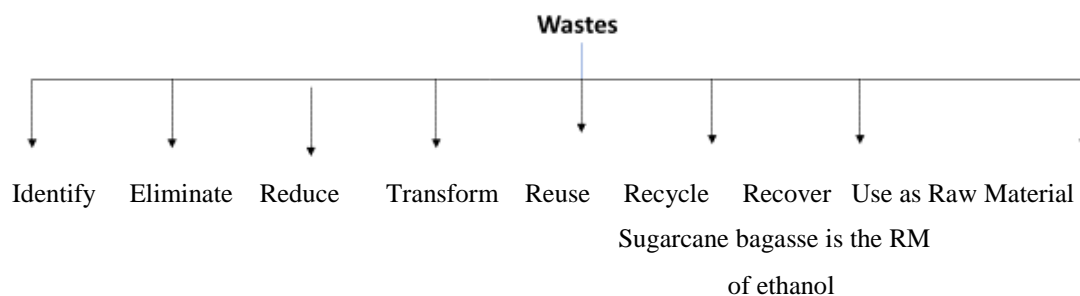 Wastes
Identify Eliminate Reduce Transform Reuse Recycle Recover Use as Raw Material
Sugarcane bagasse is the RM
of ethanol